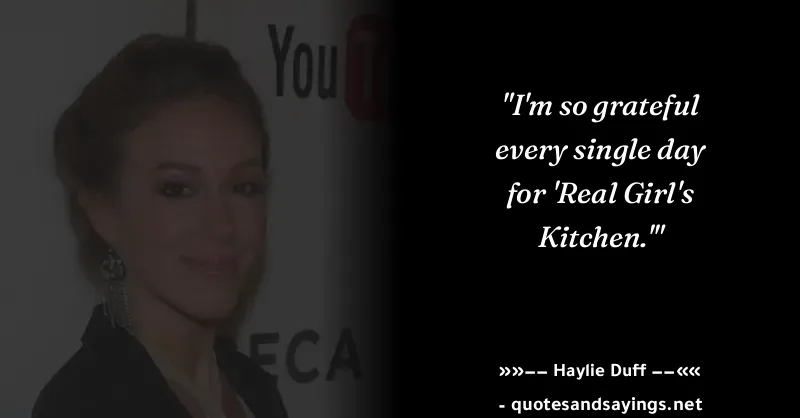 You T
ECA
"I'm so grateful
every single day
for 'Real Girl's
Kitchen.'"
»»–– Haylie Duff ––««
- quotesandsayings.net